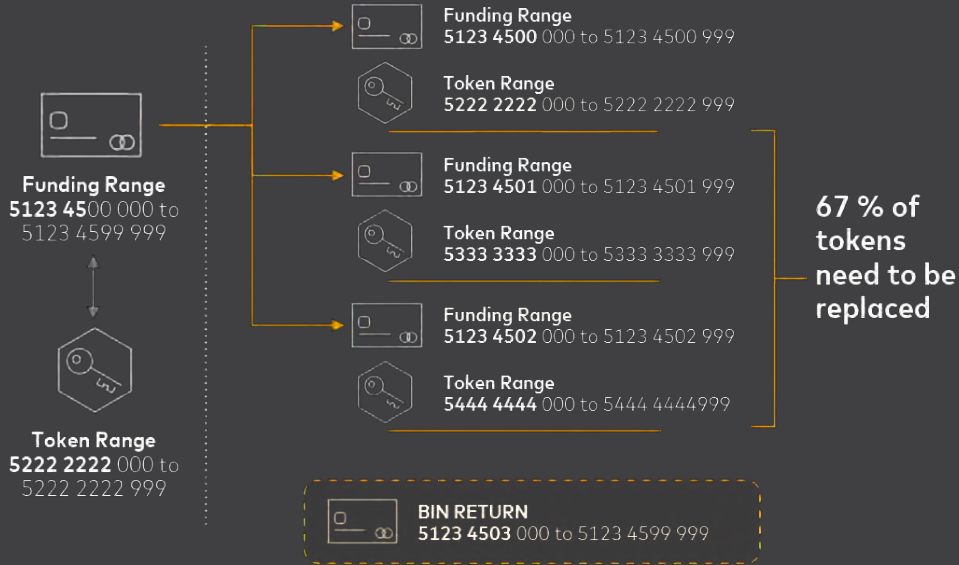 Funding Range
5123 4500 000 to
5123 4599 999
Token Range
5222 2222 000 to
5222 2222 999
Funding Range
5123 4500 000 to 5123 4500 999
Token Range
5222 2222 000 to 5222 2222 999
Funding Range
5123 4501 000 to 5123 4501 999
Token Range
5333 3333 000 to 5333 3333 999
Funding Range
5123 4502 000 to 5123 4502 999
Token Range
5444 4444 000 to 5444 4444999
67 % of
tokens
need to be
replaced
BIN RETURN
5123 4503 000 to 5123 4599 999